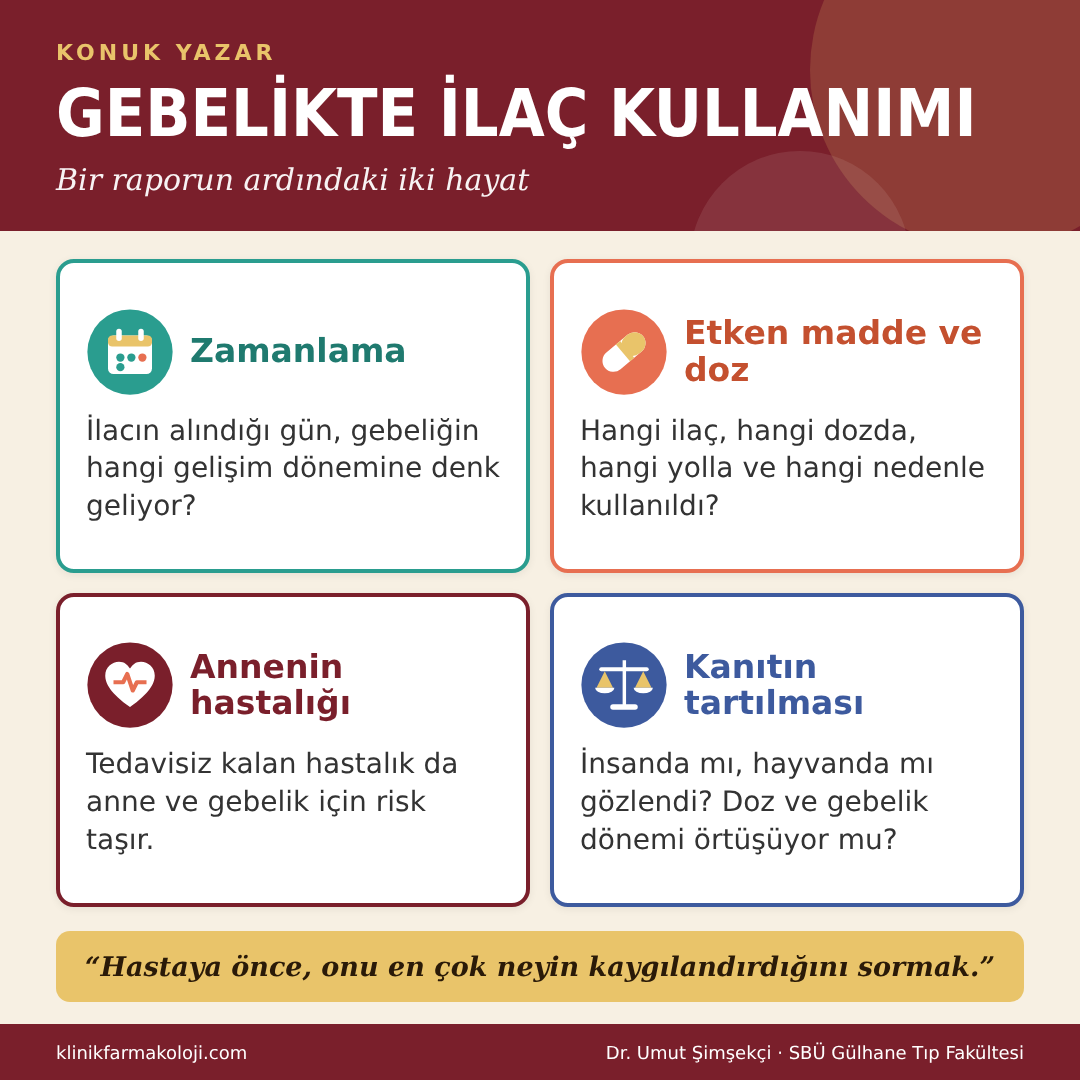 KONUK YAZAR
GEBELİKTE İLAÇ KULLANIMI
Bir raporun ardındaki iki hayat
Zamanlama
İlacın alındığı gün, gebeliğin
hangi gelişim dönemine denk
geliyor?
Etken madde ve
doz
Hangi ilaç, hangi dozda,
hangi yolla ve hangi nedenle
kullanıldı?
Annenin
hastalığı
Tedavisiz kalan hastalık da
anne ve gebelik için risk
taşır.
Kanıtın
tartılması
İnsanda mı, hayvanda mı
gözlendi? Doz ve gebelik
dönemi örtüşüyor mu?
“Hastaya önce, onu en çok neyin kaygılandırdığını sormak.”
klinikfarmakoloji.com
Dr. Umut Şimşekçi · SBÜ Gülhane Tıp Fakültesi